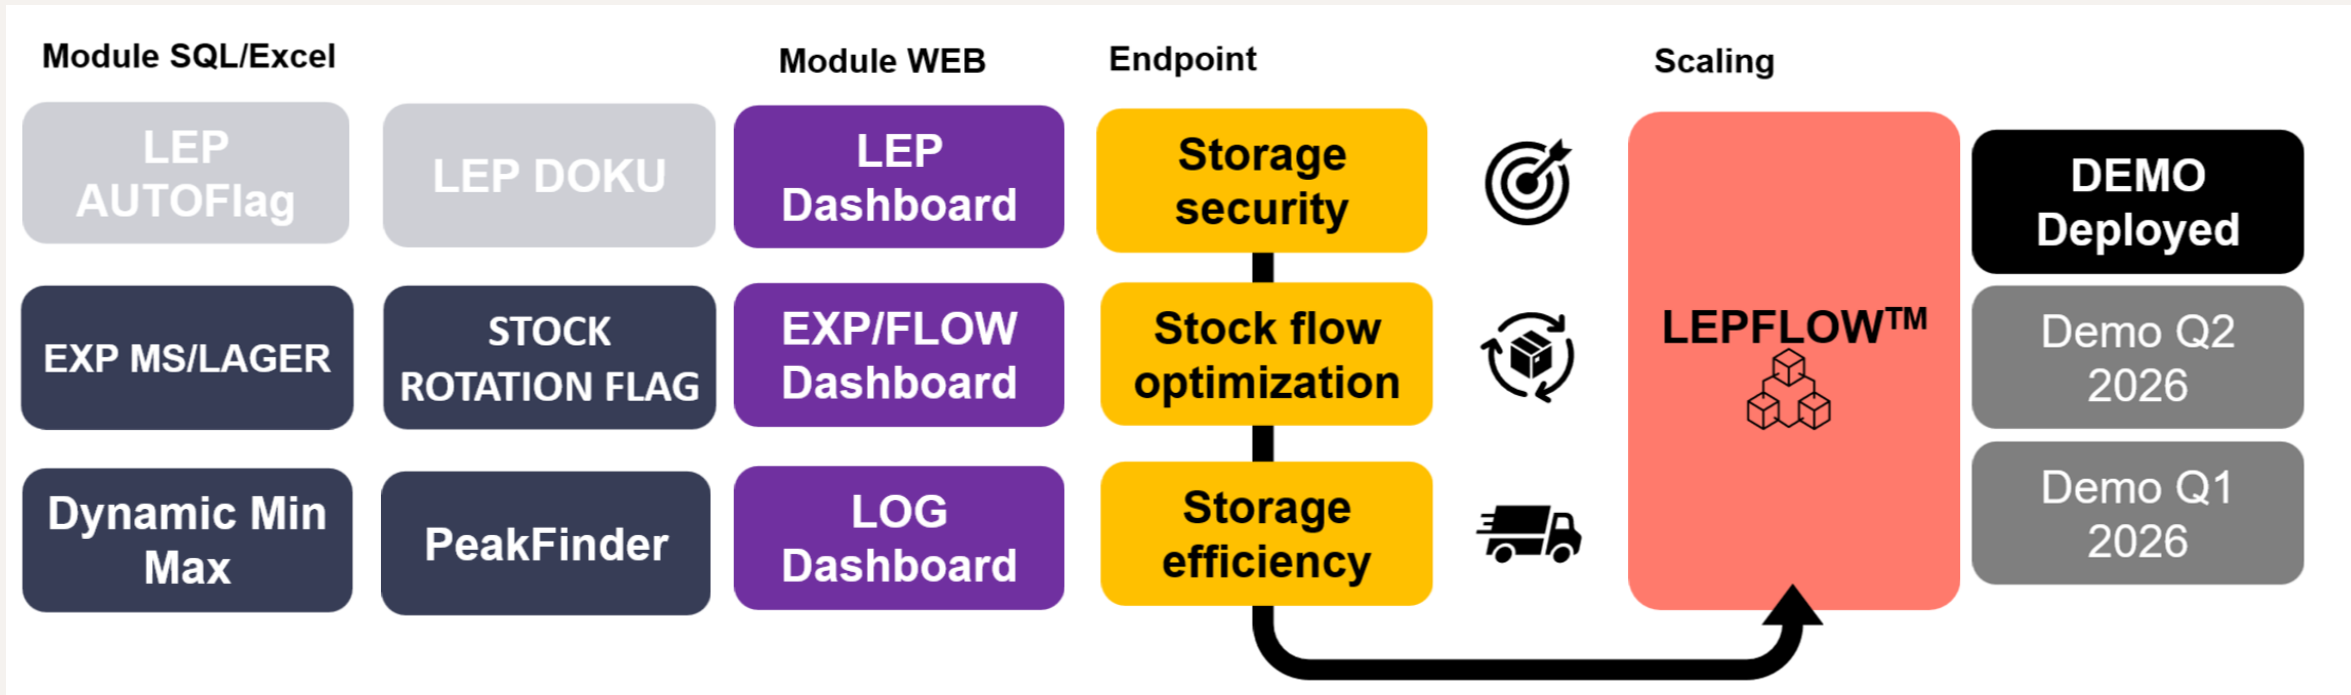 Module SQL/Excel
Module WEB
Endpoint
Scaling
LEP
AUTOFlag
LEP DOKU
LEP
Dashboard
Storage
security
DEMO
Deployed
EXP MS/LAGER
STOCK
ROTATION FLAG
EXP/FLOW
Dashboard
Stock flow
optimization
LEPFLOW™
Demo Q2
2026
Dynamic Min
Max
PeakFinder
LOG
Dashboard
Storage
efficiency
Demo Q1
2026